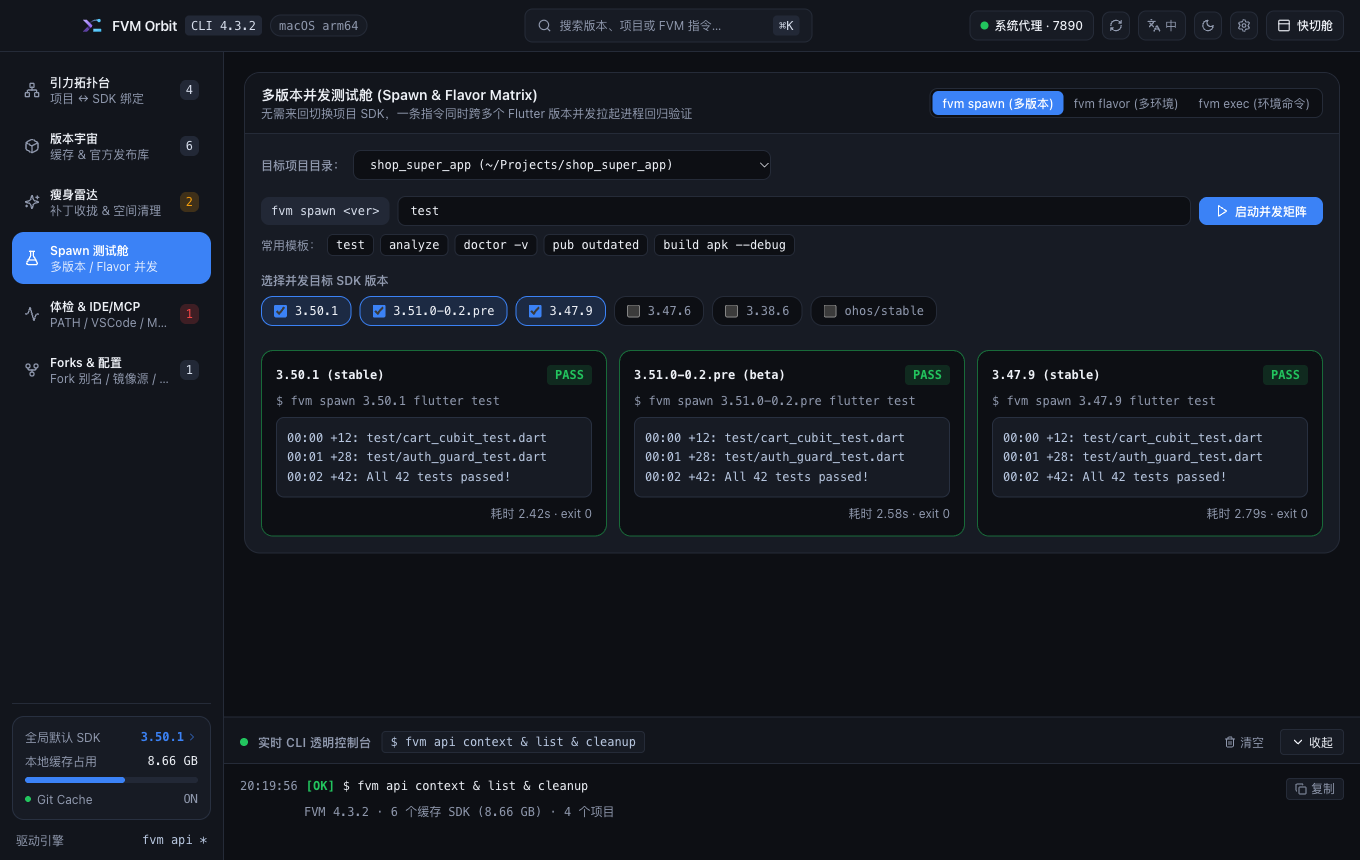 FVM Orbit CLI 4.3.2 macOS arm64
搜索版本、项目或 FVM 指令... ⌘K
系统代理 · 7890
中
快切舱
引力拓扑台
项目 ↔ SDK 绑定
4
版本宇宙
缓存 & 官方发布库
6
瘦身雷达
补丁收拢 & 空间清理
2
Spawn 测试舱
多版本 / Flavor 并发
体检 & IDE/MCP
PATH / VSCode / M...
1
Forks & 配置
Fork 别名 / 镜像源 / ...
1
全局默认 SDK 3.50.1
本地缓存占用 8.66 GB
Git Cache ON
驱动引擎 fvm api *
多版本并发测试舱 (Spawn & Flavor Matrix)
无需来回切换项目 SDK，一条指令同时跨多个 Flutter 版本并发拉起进程回归验证
fvm spawn (多版本) fvm flavor (多环境) fvm exec (环境命令)
目标项目目录： shop_super_app (~/Projects/shop_super_app)
fvm spawn <ver> test 启动并发矩阵
常用模板： test analyze doctor -v pub outdated build apk --debug
选择并发目标 SDK 版本
3.50.1 3.51.0-0.2.pre 3.47.9 3.47.6 3.38.6 ohos/stable
3.50.1 (stable) PASS
$ fvm spawn 3.50.1 flutter test
00:00 +12: test/cart_cubit_test.dart
00:01 +28: test/auth_guard_test.dart
00:02 +42: All 42 tests passed!
耗时 2.42s · exit 0
3.51.0-0.2.pre (beta) PASS
$ fvm spawn 3.51.0-0.2.pre flutter test
00:00 +12: test/cart_cubit_test.dart
00:01 +28: test/auth_guard_test.dart
00:02 +42: All 42 tests passed!
耗时 2.58s · exit 0
3.47.9 (stable) PASS
$ fvm spawn 3.47.9 flutter test
00:00 +12: test/cart_cubit_test.dart
00:01 +28: test/auth_guard_test.dart
00:02 +42: All 42 tests passed!
耗时 2.79s · exit 0
实时 CLI 透明控制台 $ fvm api context & list & cleanup 清空 收起
20:19:56 [OK] $ fvm api context & list & cleanup 复制
FVM 4.3.2 · 6 个缓存 SDK (8.66 GB) · 4 个项目